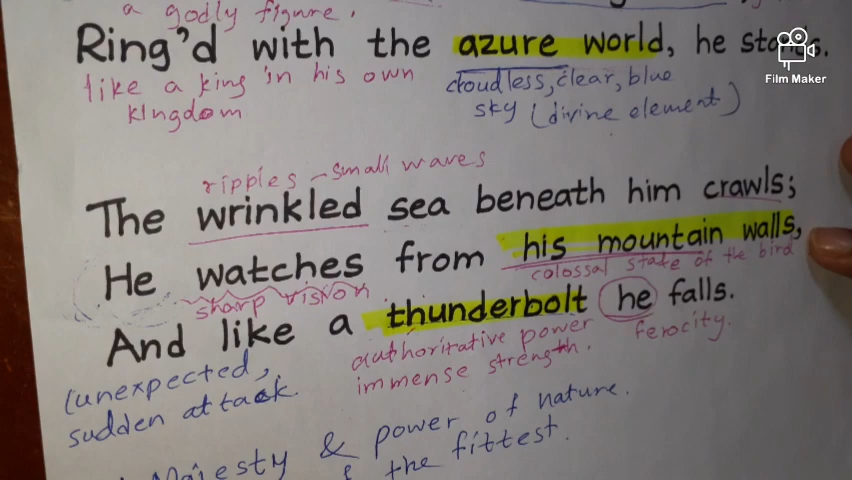 a godly figure.
Ring'd with the azure world, he stands.
like a king in his own
kingdom
cloudless, clear, blue
sky (divine element)
Film Maker
ripples - small waves
The wrinkled sea beneath him crawls;
He watches from his mountain walls,
colossal state of the bird
sharp vision
And like a thunderbolt he falls.
authoritative power
immense strength.
ferocity.
(unexpected,
sudden attack.
Majesty & power of nature.
the fittest.